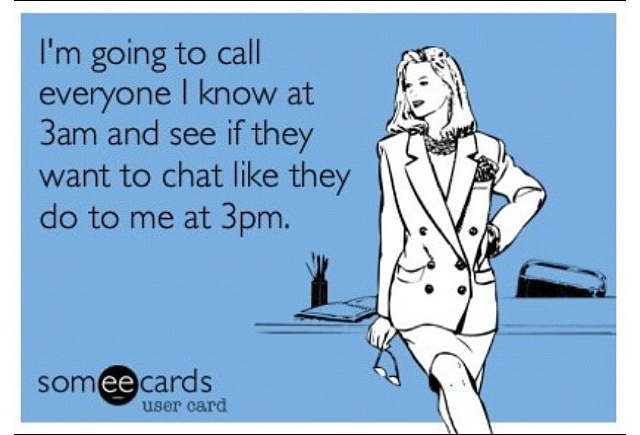 I'm going to call
everyone I know at
3am and see if they
want to chat like they
do to me at 3pm.
someecards
user card